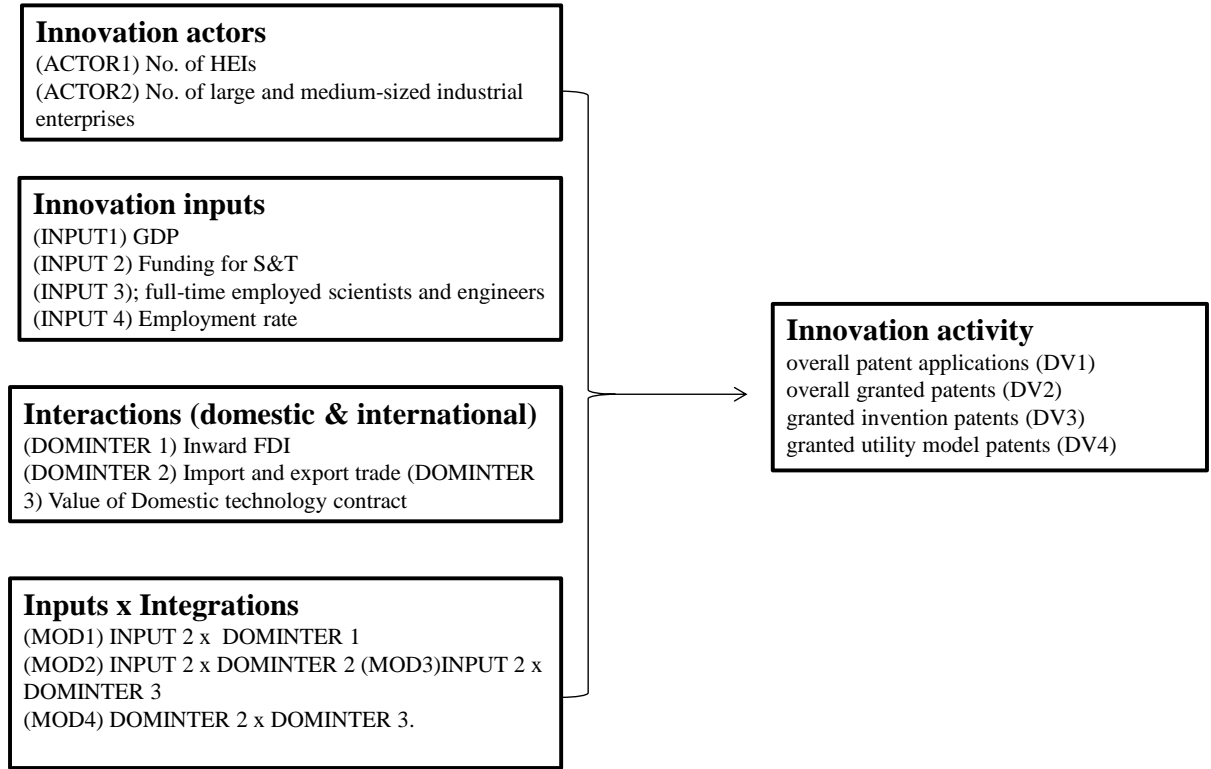 Innovation actors
(ACTOR1) No. of HEIs
(ACTOR2) No. of large and medium-sized industrial
enterprises
Innovation inputs
(INPUT1) GDP
(INPUT 2) Funding for S&T
(INPUT 3); full-time employed scientists and engineers
(INPUT 4) Employment rate
Interactions (domestic & international)
(DOMINTER 1) Inward FDI
(DOMINTER 2) Import and export trade (DOMINTER
3) Value of Domestic technology contract
Inputs x Integrations
(MOD1) INPUT 2 x DOMINTER 1
(MOD2) INPUT 2 x DOMINTER 2 (MOD3)INPUT 2 x
DOMINTER 3
(MOD4) DOMINTER 2 x DOMINTER 3.
Innovation activity
overall patent applications (DV1)
overall granted patents (DV2)
granted invention patents (DV3)
granted utility model patents (DV4)